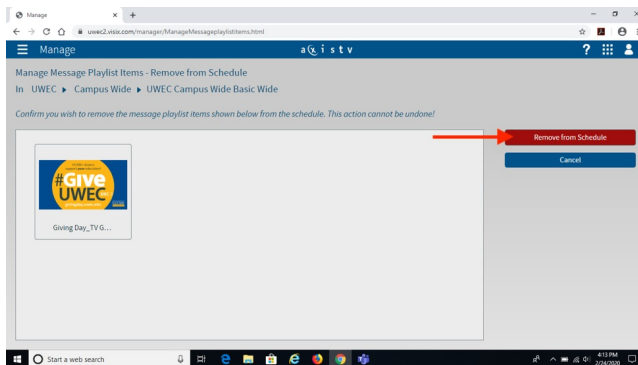 Manage
uwec2.visix.com/manager/ManageMessageplaylistitems.html
Manage
axistv
?
Manage Message Playlist Items - Remove from Schedule
In UWEC ▸ Campus Wide ▸ UWEC Campus Wide Basic Wide
Confirm you wish to remove the message playlist items shown below from the schedule. This action cannot be undone!
Remove from Schedule
Cancel
#Give
UWEC
Giving Day_TV G...
Start a web search
4:13 PM
2/24/2020